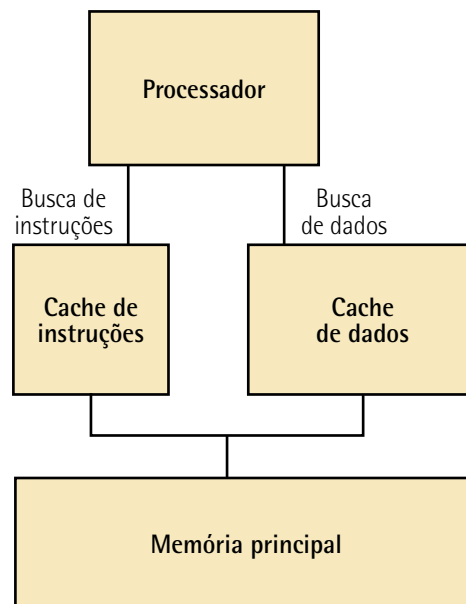 Processador
Busca de
instruções
Busca
de dados
Cache de
instruções
Cache
de dados
Memória principal